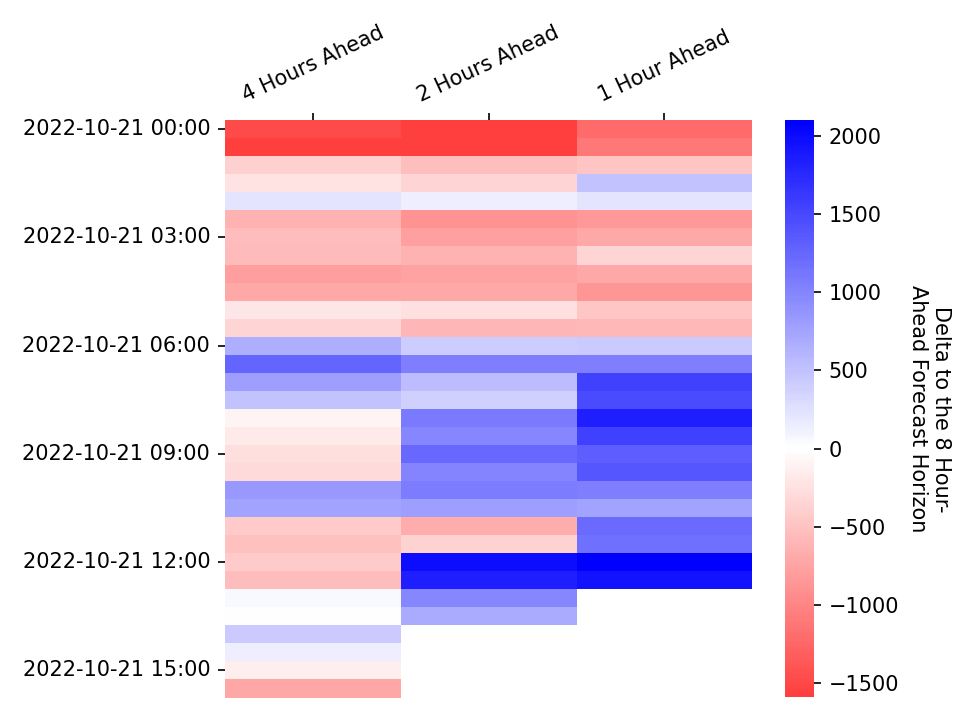 4 Hours Ahead
2 Hours Ahead
1 Hour Ahead
2022-10-21 00:00
2022-10-21 03:00
2022-10-21 06:00
2022-10-21 09:00
2022-10-21 12:00
2022-10-21 15:00
2000
1500
1000
500
0
−500
−1000
−1500
Delta to the 8 Hour-
Ahead Forecast Horizon